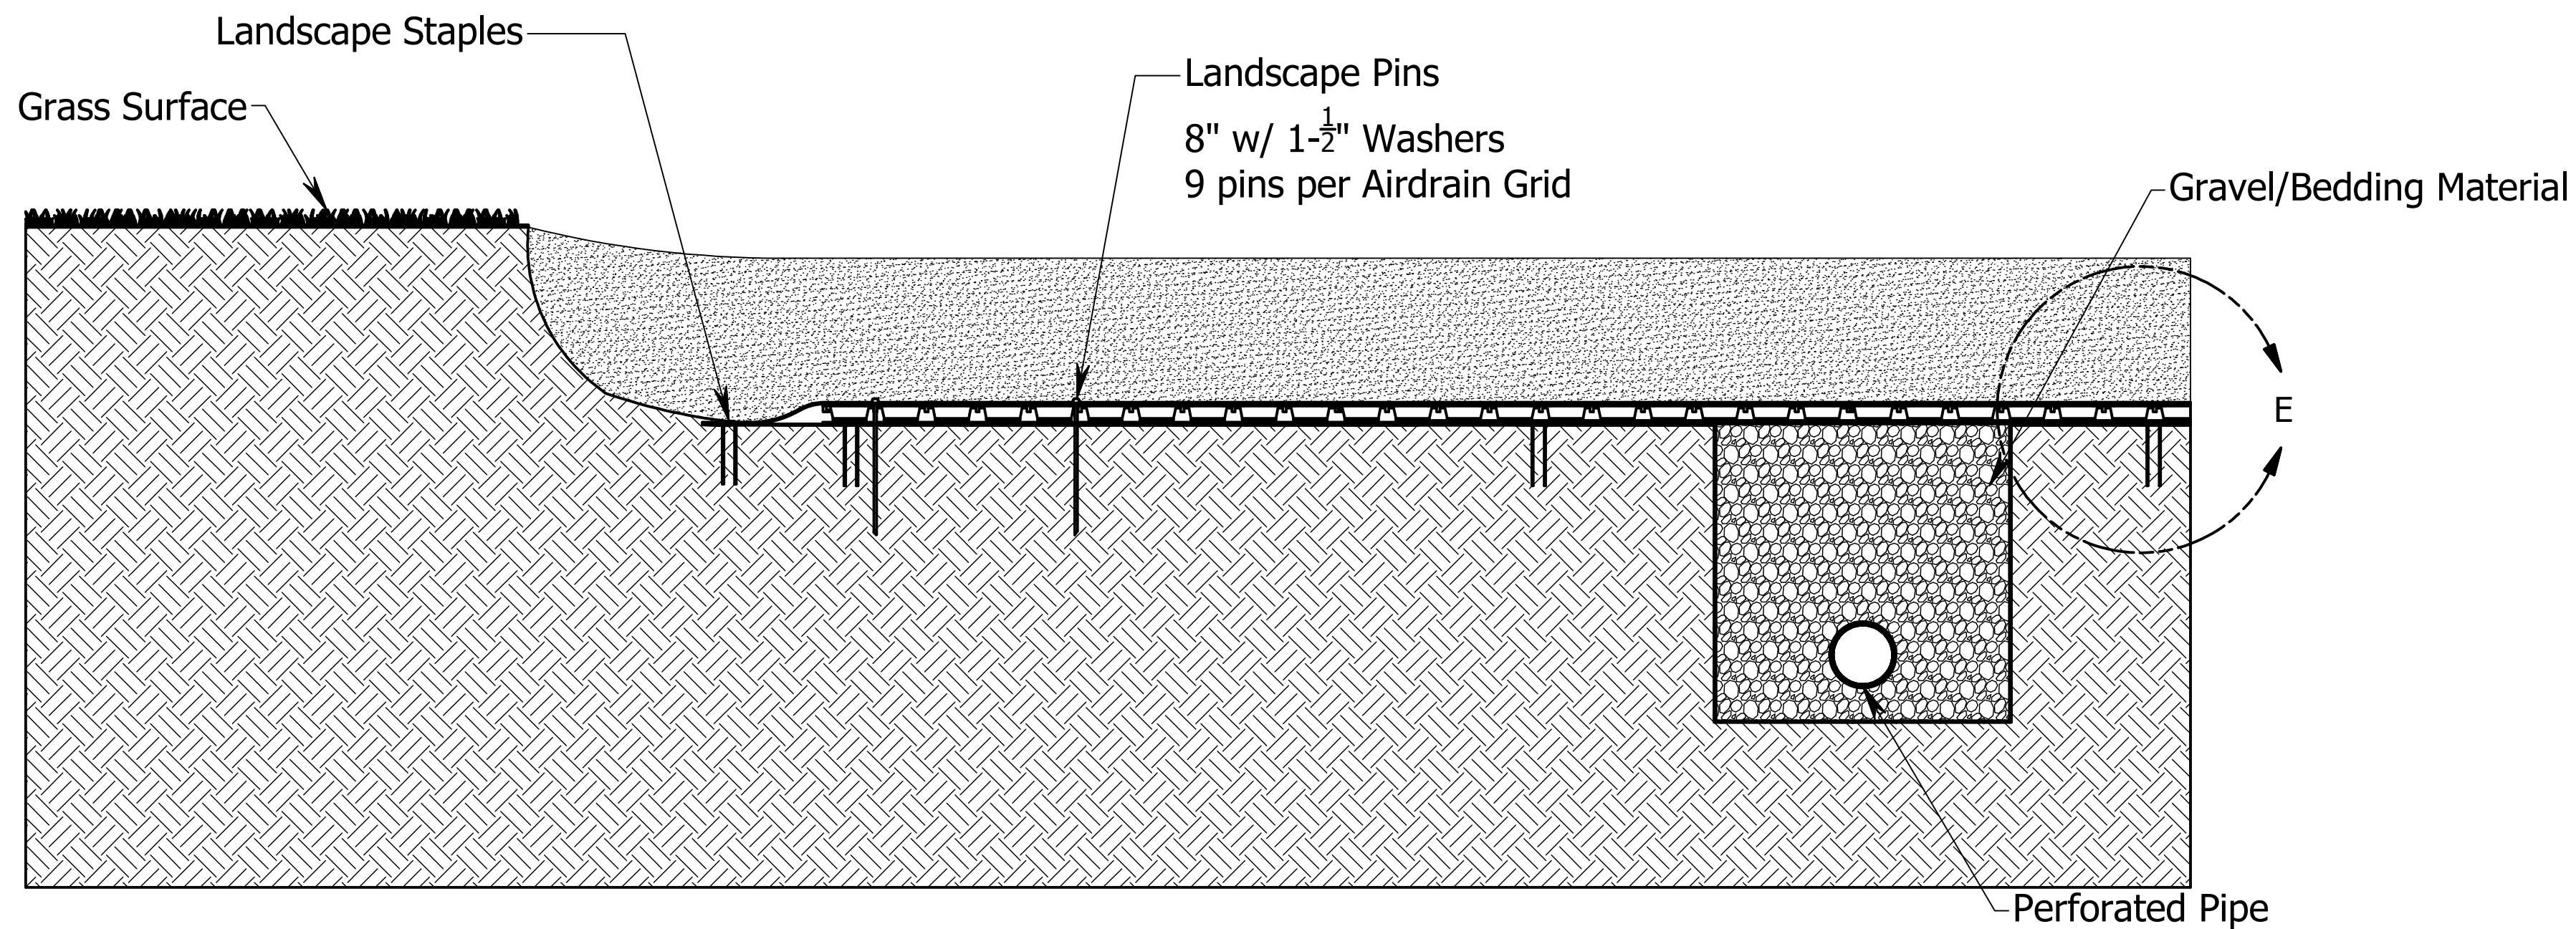 Landscape Staples
Grass Surface
Landscape Pins
8" w/ 1-1/2" Washers
9 pins per Airdrain Grid
Gravel/Bedding Material
E
Perforated Pipe